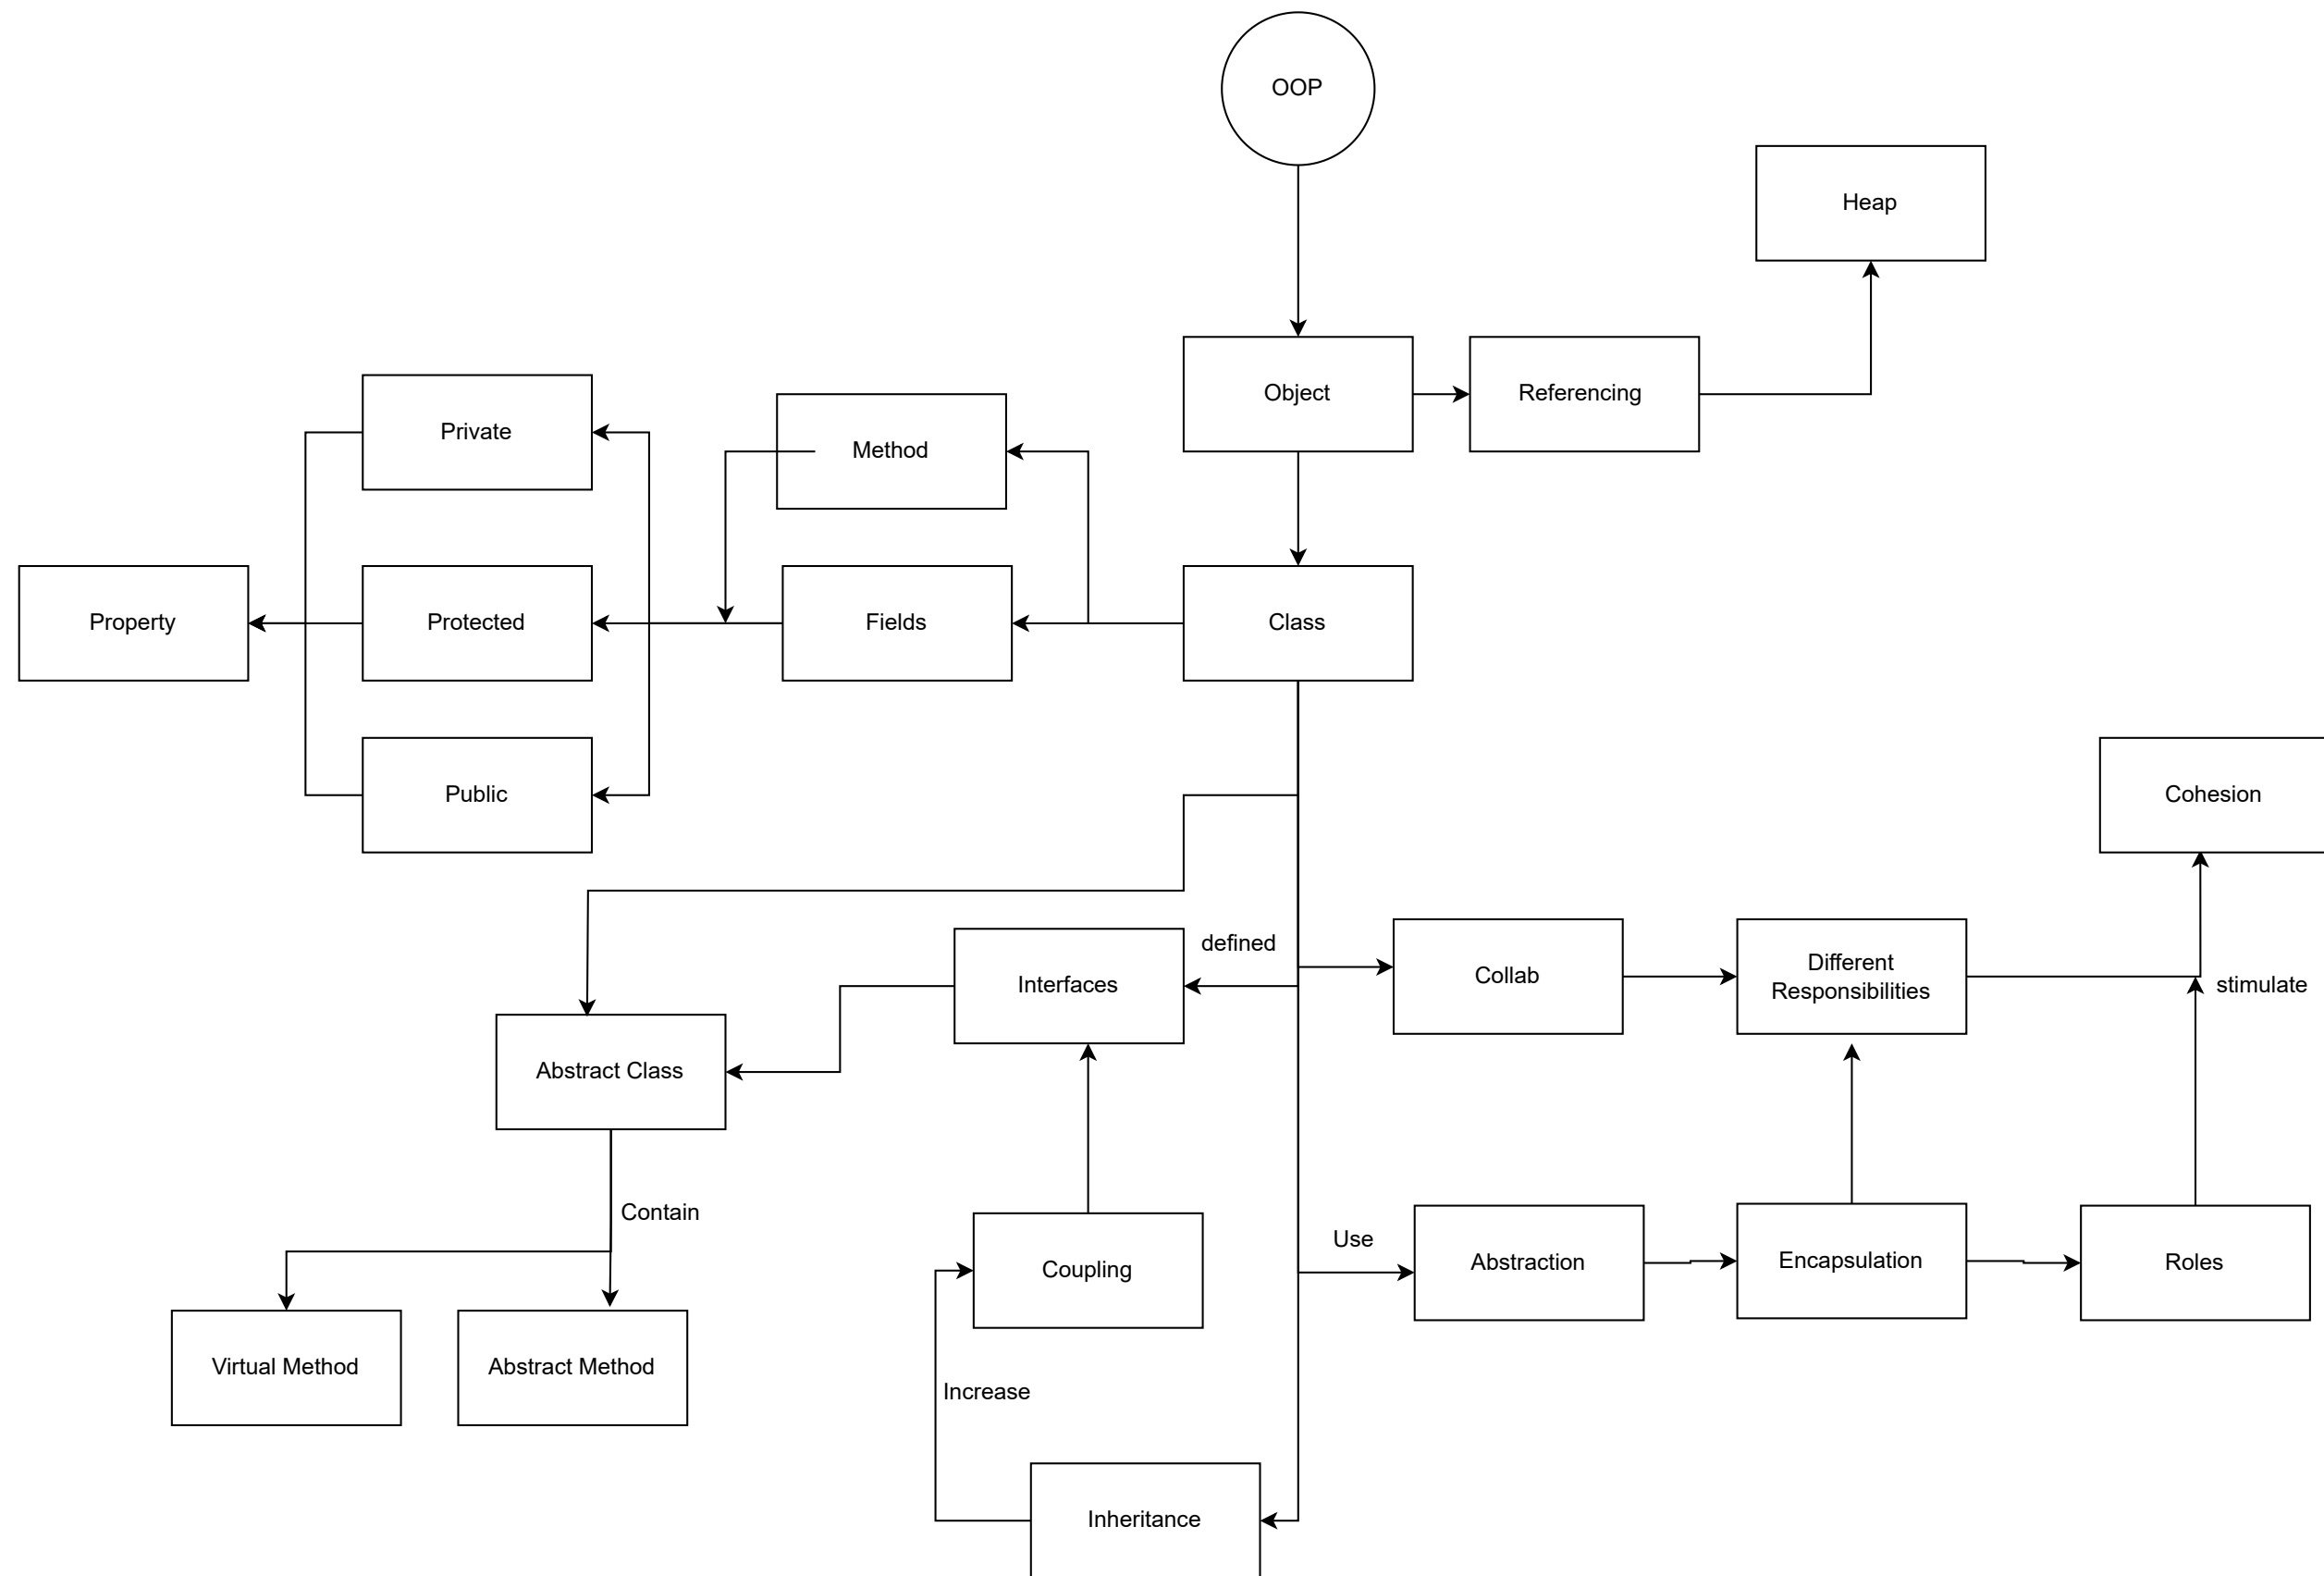 OOP
Heap
Object
Referencing
Private
Method
Property
Protected
Fields
Class
Public
Cohesion
defined
Interfaces
Collab
Different
Responsibilities
stimulate
Abstract Class
Contain
Use
Coupling
Abstraction
Encapsulation
Roles
Virtual Method
Abstract Method
Increase
Inheritance